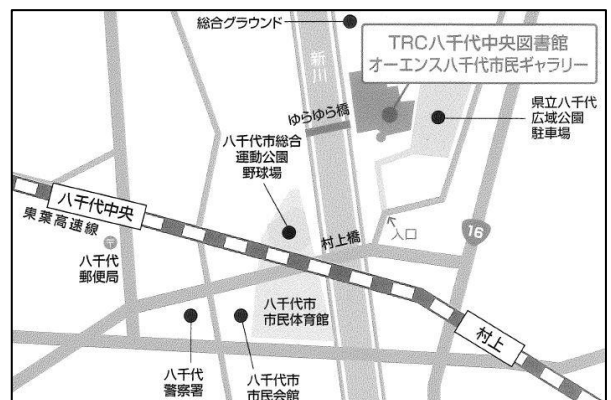 総合グラウンド
新川
TRC八千代中央図書館
オーエンス八千代市民ギャラリー
ゆらゆら橋
県立八千代
広域公園
駐車場
八千代市総合
運動公園
野球場
八千代中央
東葉高速線
〒
八千代
郵便局
村上橋
入口
16
八千代市
市民体育館
村上
八千代
警察署
八千代市
市民会館